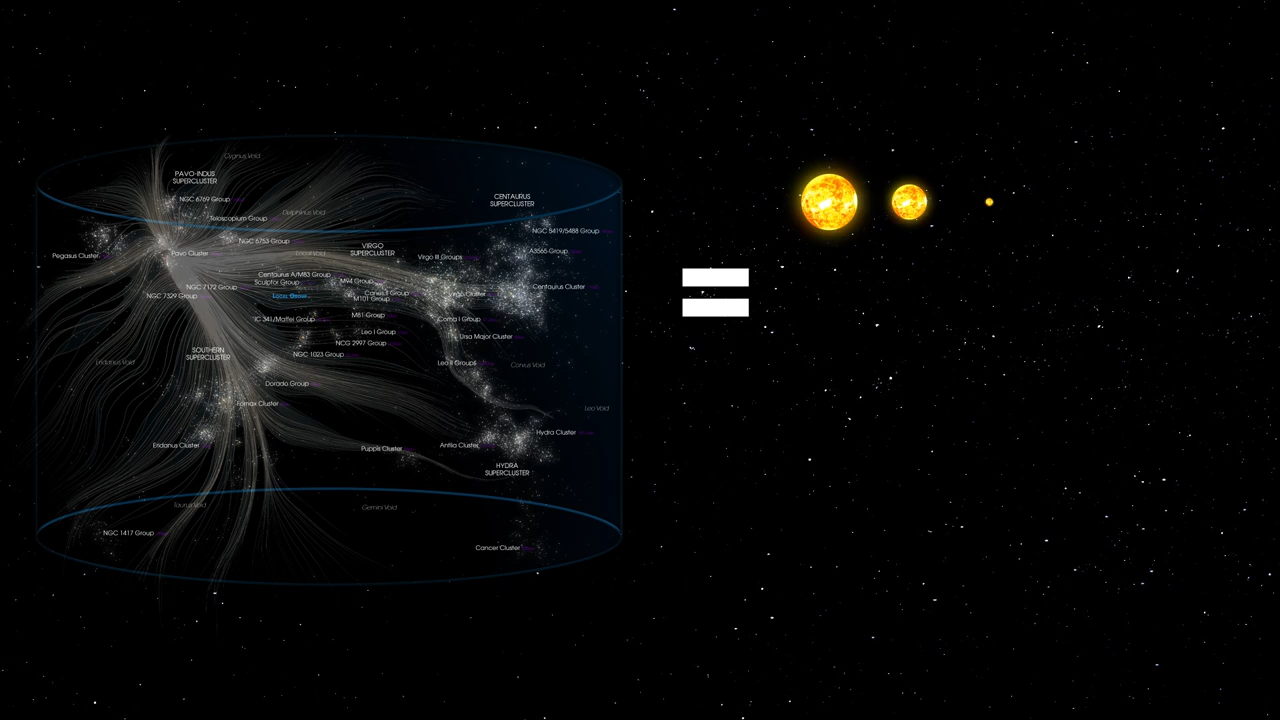 Cygnus Void
PAVO-INDUS
SUPERCLUSTER
NGC 6769 Group
CENTAURUS
SUPERCLUSTER
Delphinus Void
Telescopium Group
NGC 5419/5488 Group
NGC 6753 Group
VIRGO
SUPERCLUSTER
A3565 Group
Pegasus Cluster
Pavo Cluster
Local Void
Virgo III Groups
Centaurus A/M83 Group
Sculptor Group
M94 Group
NGC 7172 Group
Centaurus Cluster
Canes II Group
Virgo Cluster
NGC 7329 Group
M101 Group
IC 341/Maffei Group
M81 Group
Coma I Group
Leo I Group
Ursa Major Cluster
NCG 2997 Group
SOUTHERN
SUPERCLUSTER
NGC 1023 Group
Eridanus Void
Leo II Groups
Corvus Void
Dorado Group
Fornax Cluster
Leo Void
Hydra Cluster
Eridanus Cluster
Puppis Cluster
Antlia Cluster
HYDRA
SUPERCLUSTER
Taurus Void
Gemini Void
NGC 1417 Group
Cancer Cluster